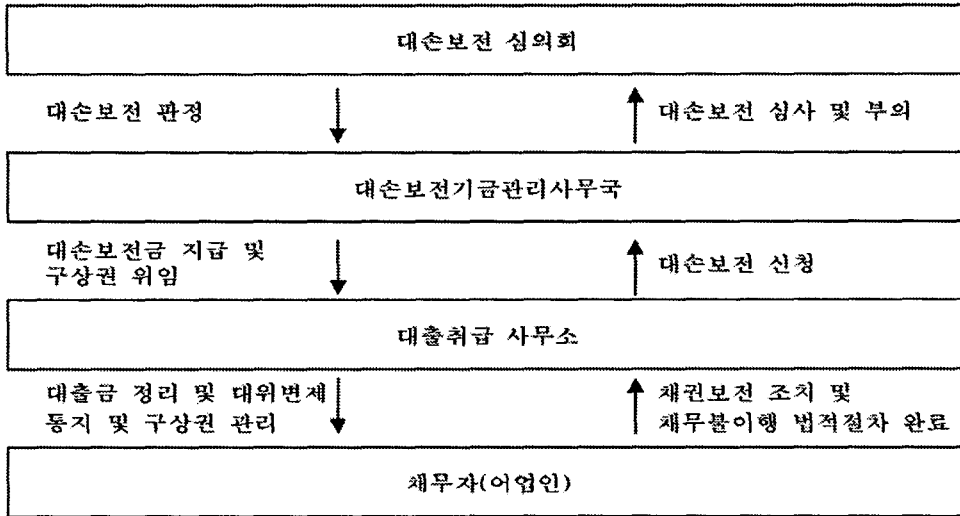 대손보전 심의회
대손보전 판정
대손보전 심사 및 부의
대손보전기금관리사무국
대손보전금 지급 및
구상권 위임
대손보전 신청
대출취급 사무소
대출금 정리 및 대위변제
통지 및 구상권 관리
채권보전 조치 및
채무불이행 법적절차 완료
채무자(어업인)